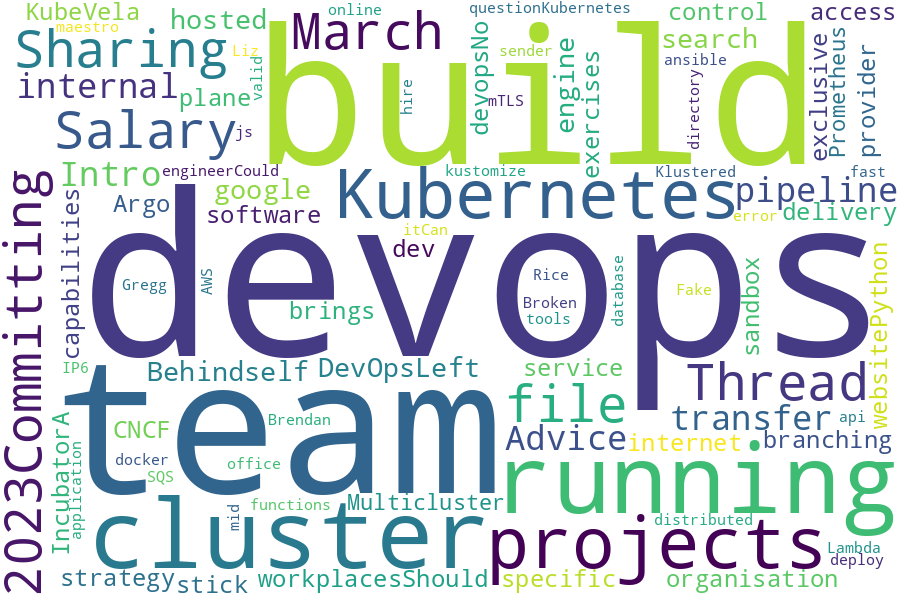 KubeVela
maestro
hosted
Sharing
Liz
valid
internal
plane
Salary
js
March
build
online
hire
questionKubernetes
devopsNo
mTLS
sender
engine
exercises
control
search
ansible
directory
access
exclusive
Prometheus
provider
Intro
engineerCould
google
Argo
software
Kubernetes
kustomize
Klustered
fast
pipeline
error
delivery
itCan
dev
2023Committing
capabilities
devops
Gregg
AWS
brings
Rice
Broken
tools
database
Fake
sandbox
websitePython
IP6
Behindself
DevOpsLeft
service
Thread
team
file
transfer
api
Brendan
CNCF
IncubatorA
application
docker
SQS
office
Advice
internet
branching
running
functions
Multicluster
mid
cluster
projects
distributed
Lambda
deploy
strategy
stick
workplacesShould
specific
organisation